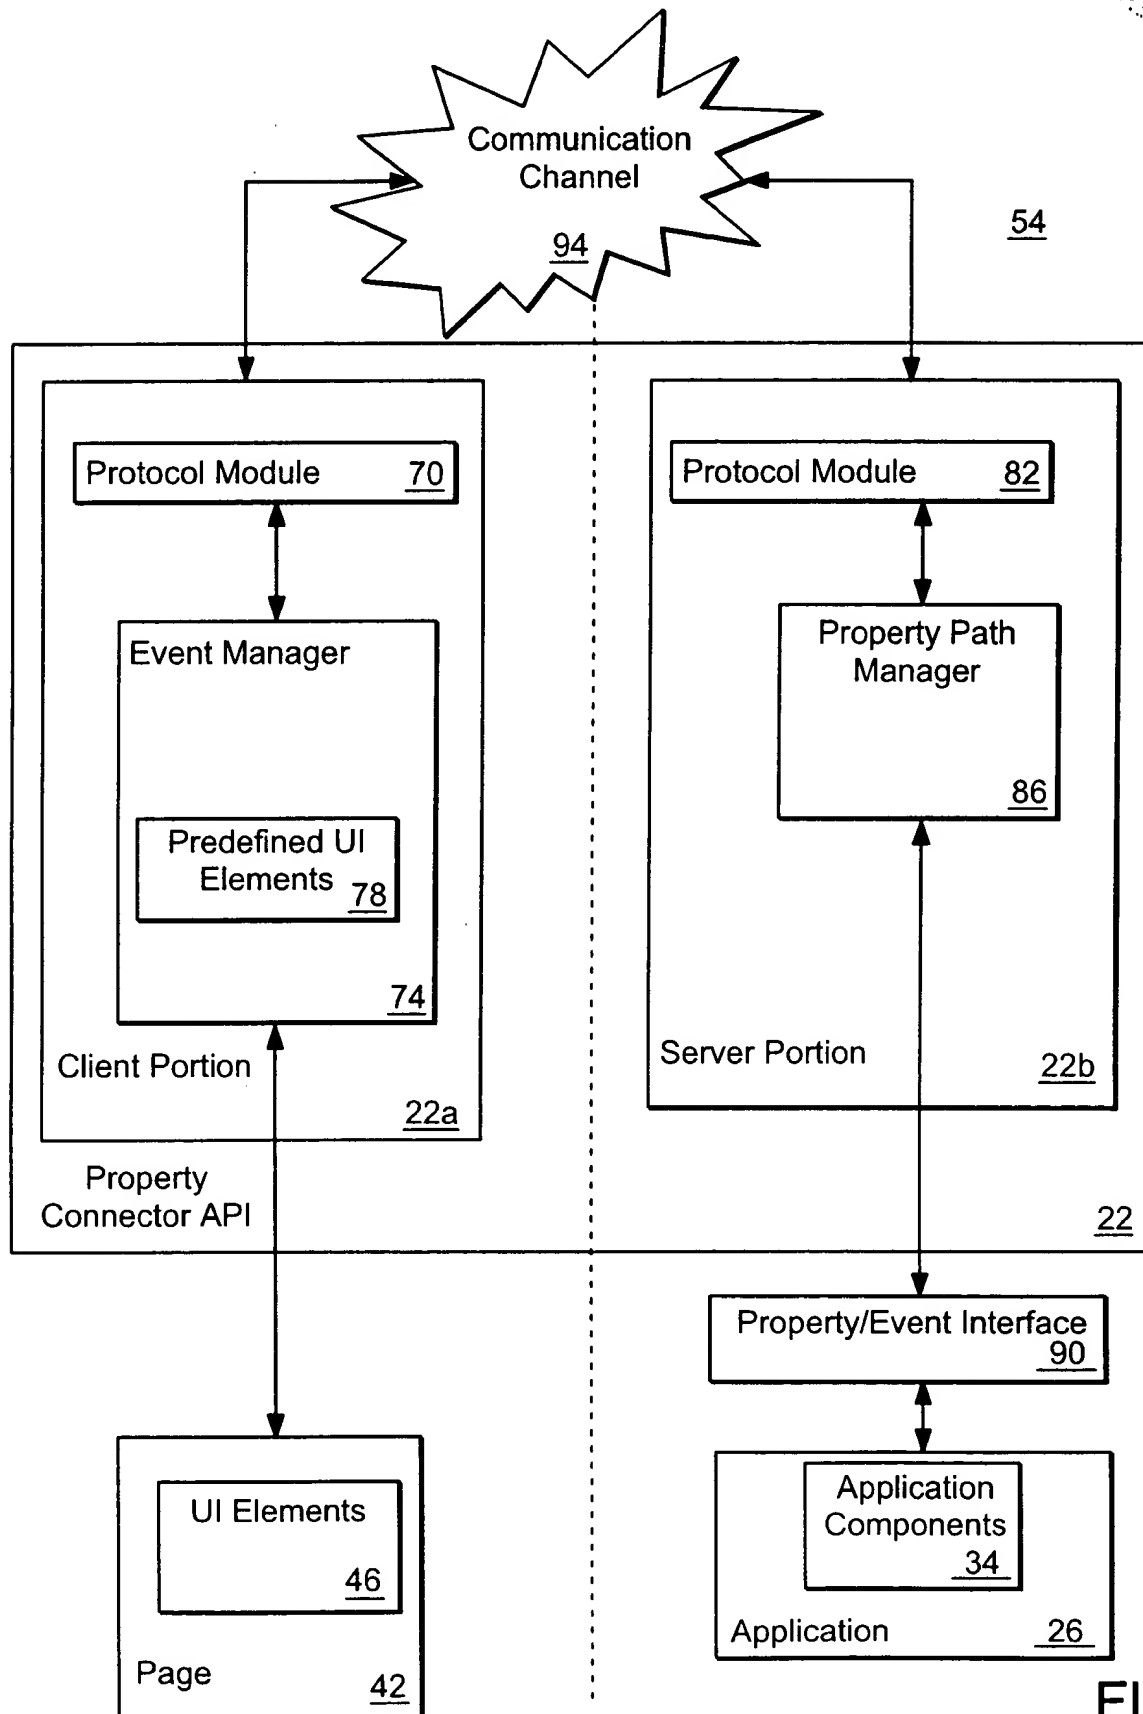 Communication
Channel
94
54
Protocol Module 70
Protocol Module 82
Event Manager
Property Path
Manager
86
Predefined UI
Elements
78
74
Client Portion
22a
Server Portion
22b
Property
Connector API
22
Property/Event Interface
90
UI Elements
46
Page
42
Application
Components
34
Application 26